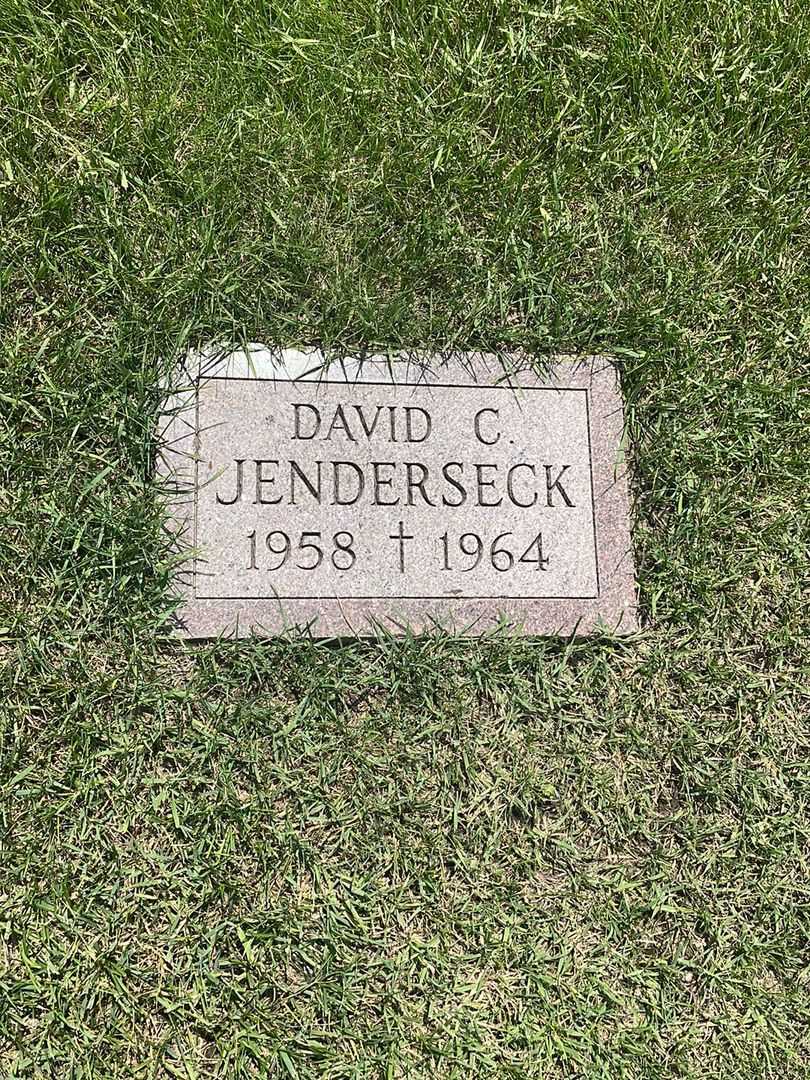 DAVID C.
JENDERSECK
1958 † 1964